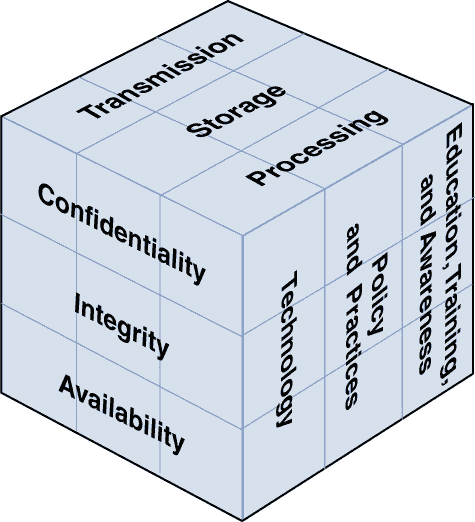 Transmission
Storage
Processing
Confidentiality
Integrity
Availability
Technology
Policy
and Practices
Education, Training,
and Awareness